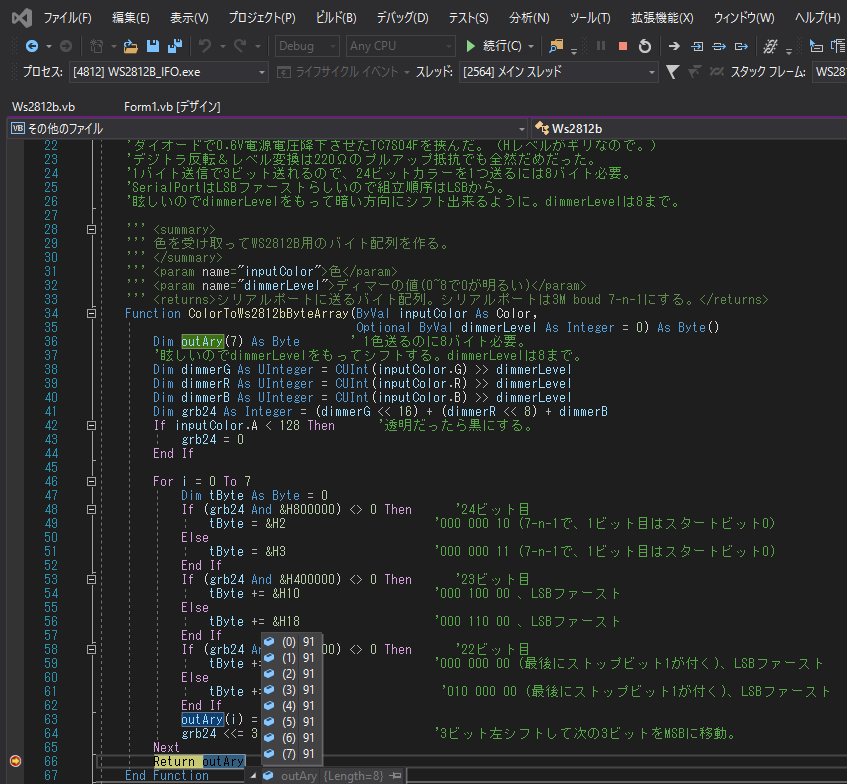 ファイル(F) 編集(E) 表示(V) プロジェクト(P) ビルド(B) デバッグ(D) テスト(S) 分析(N) ツール(T) 拡張機能(X) ウィンドウ(W) ヘルプ(H)
Debug Any CPU 続行(C)
プロセス: [4812] WS2812B_IFO.exe ライフサイクル イベント スレッド: [2564] メイン スレッド スタック フレーム: WS28
Ws2812b.vb Form1.vb [デザイン]
VB その他のファイル Ws2812b
22 'ダイオードで0.6V電源電圧降下させたTC7S04Fを挟んだ。（Hレベルがギリなので。）
23 'デジトラ反転＆レベル変換は220Ωのプルアップ抵抗でも全然だめだった。
24 '1バイト送信で3ビット送れるので、24ビットカラーを1つ送るには8バイト必要。
25 'SerialPortはLSBファーストらしいので組立順序はLSBから。
26 '眩しいのでdimmerLevelをもって暗い方向にシフト出来るように。dimmerLevelは8まで。
27
28 ''' <summary>
29 ''' 色を受け取ってWS2812B用のバイト配列を作る。
30 ''' </summary>
31 ''' <param name="inputColor">色</param>
32 ''' <param name="dimmerLevel">ディマーの値(0~8で0が明るい)</param>
33 ''' <returns>シリアルポートに送るバイト配列。シリアルポートは3M boud 7-n-1にする。</returns>
34 Function ColorToWs2812bByteArray(ByVal inputColor As Color,
35 Optional ByVal dimmerLevel As Integer = 0) As Byte()
36 Dim outAry(7) As Byte ' 1色送るのに8バイト必要。
37 '眩しいのでdimmerLevelをもってシフトする。dimmerLevelは8まで。
38 Dim dimmerG As UInteger = CUInt(inputColor.G) >> dimmerLevel
39 Dim dimmerR As UInteger = CUInt(inputColor.R) >> dimmerLevel
40 Dim dimmerB As UInteger = CUInt(inputColor.B) >> dimmerLevel
41 Dim grb24 As Integer = (dimmerG << 16) + (dimmerR << 8) + dimmerB
42 If inputColor.A < 128 Then '透明だったら黒にする。
43 grb24 = 0
44 End If
45
46 For i = 0 To 7
47 Dim tByte As Byte = 0
48 If (grb24 And &H800000) <> 0 Then '24ビット目
49 tByte = &H2 '000 000 10 (7-n-1で、1ビット目はスタートビット0)
50 Else
51 tByte = &H3 '000 000 11 (7-n-1で、1ビット目はスタートビット0)
52 End If
53 If (grb24 And &H400000) <> 0 Then '23ビット目
54 tByte += &H10 '000 100 00 、LSBファースト
55 Else
56 tByte += &H18 '000 110 00 、LSBファースト
57 End If
58 If (grb24 A 00) <> 0 Then '22ビット目
59 tByte += '000 000 00 (最後にストップビット1が付く)、LSBファースト
60 Else
61 tByte += '010 000 00 (最後にストップビット1が付く)、LSBファースト
62 End If
63 outAry(i) =
64 grb24 <<= 3 '3ビット左シフトして次の3ビットをMSBに移動。
65 Next
66 Return outAry
67 End Function
(0) 91
(1) 91
(2) 91
(3) 91
(4) 91
(5) 91
(6) 91
(7) 91
outAry {Length=8}